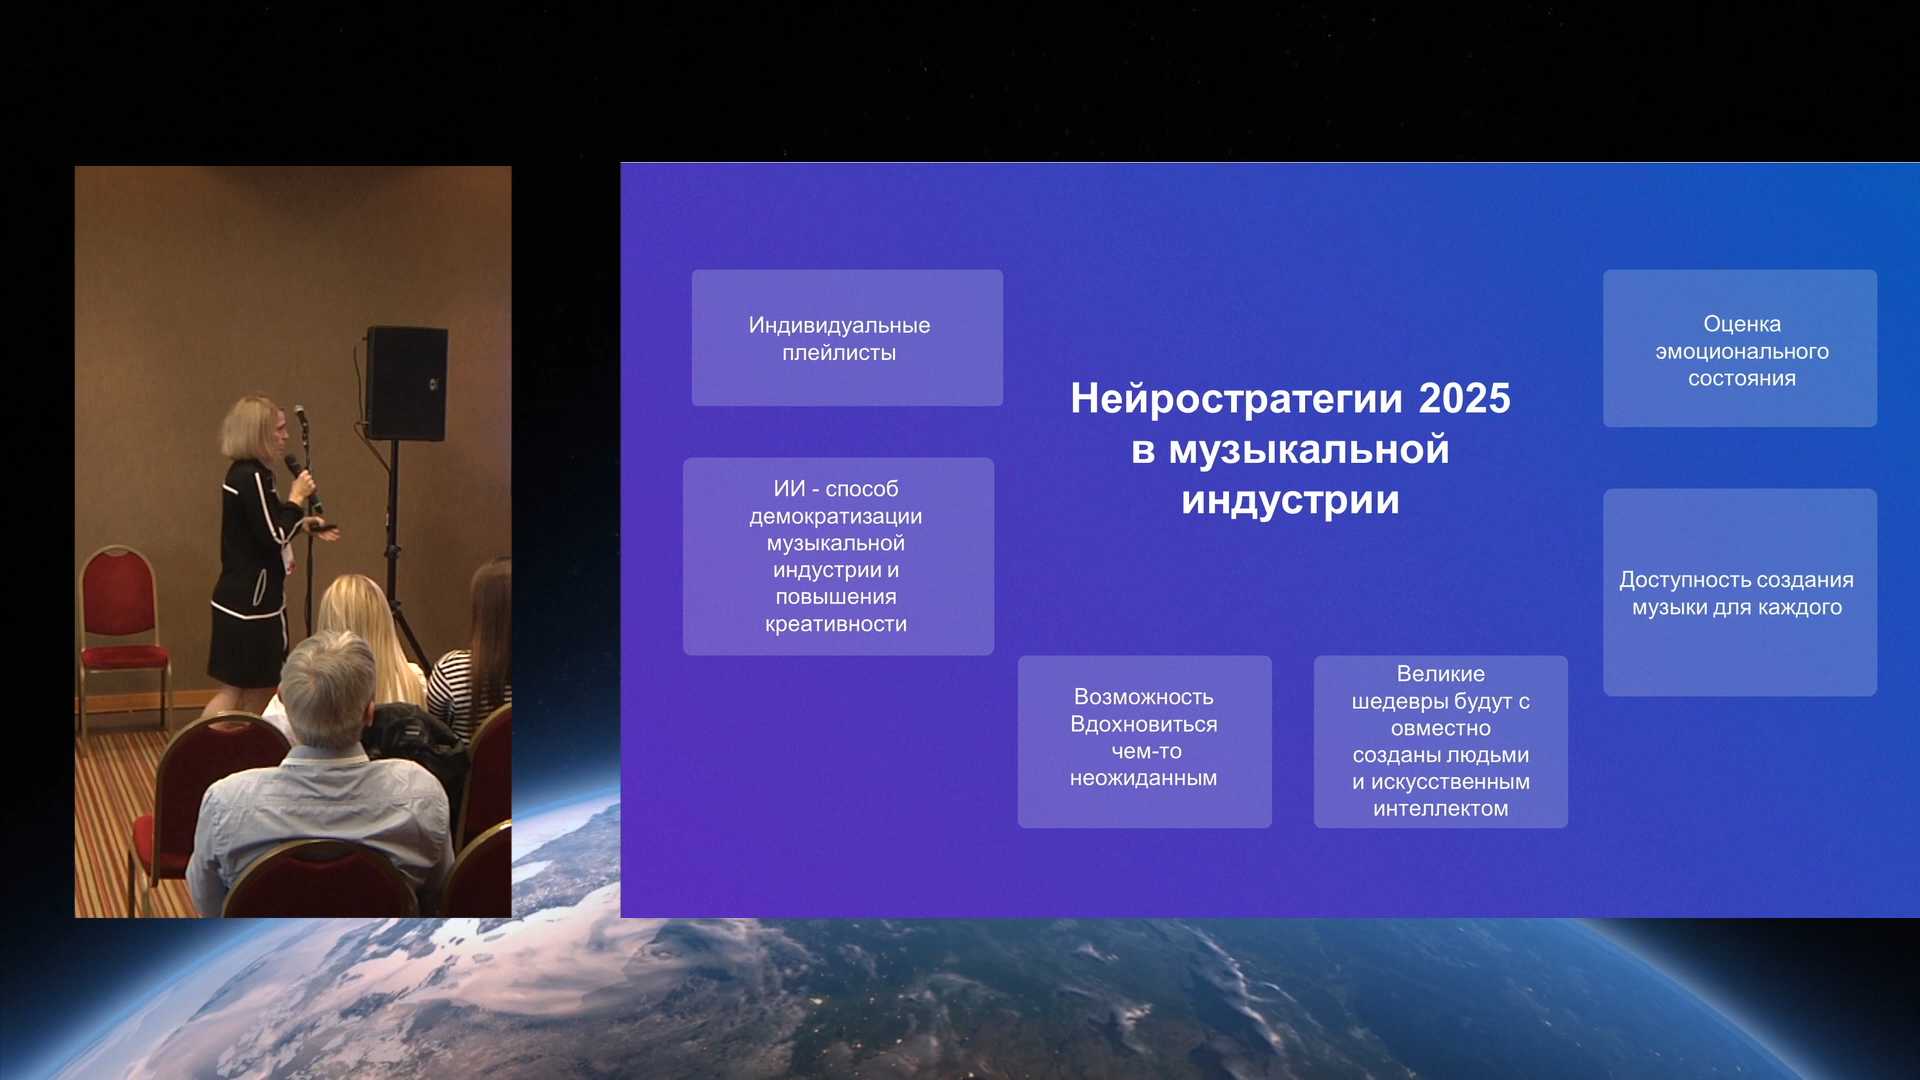 Индивидуальные
плейлисты
ИИ - способ
демократизации
музыкальной
индустрии и
повышения
креативности
Нейростратегии 2025
в музыкальной
индустрии
Возможность
Вдохновиться
чем-то
неожиданным
Великие
шедевры будут с
овместно
созданы людьми
и искусственным
интеллектом
Оценка
эмоционального
состояния
Доступность создания
музыки для каждого